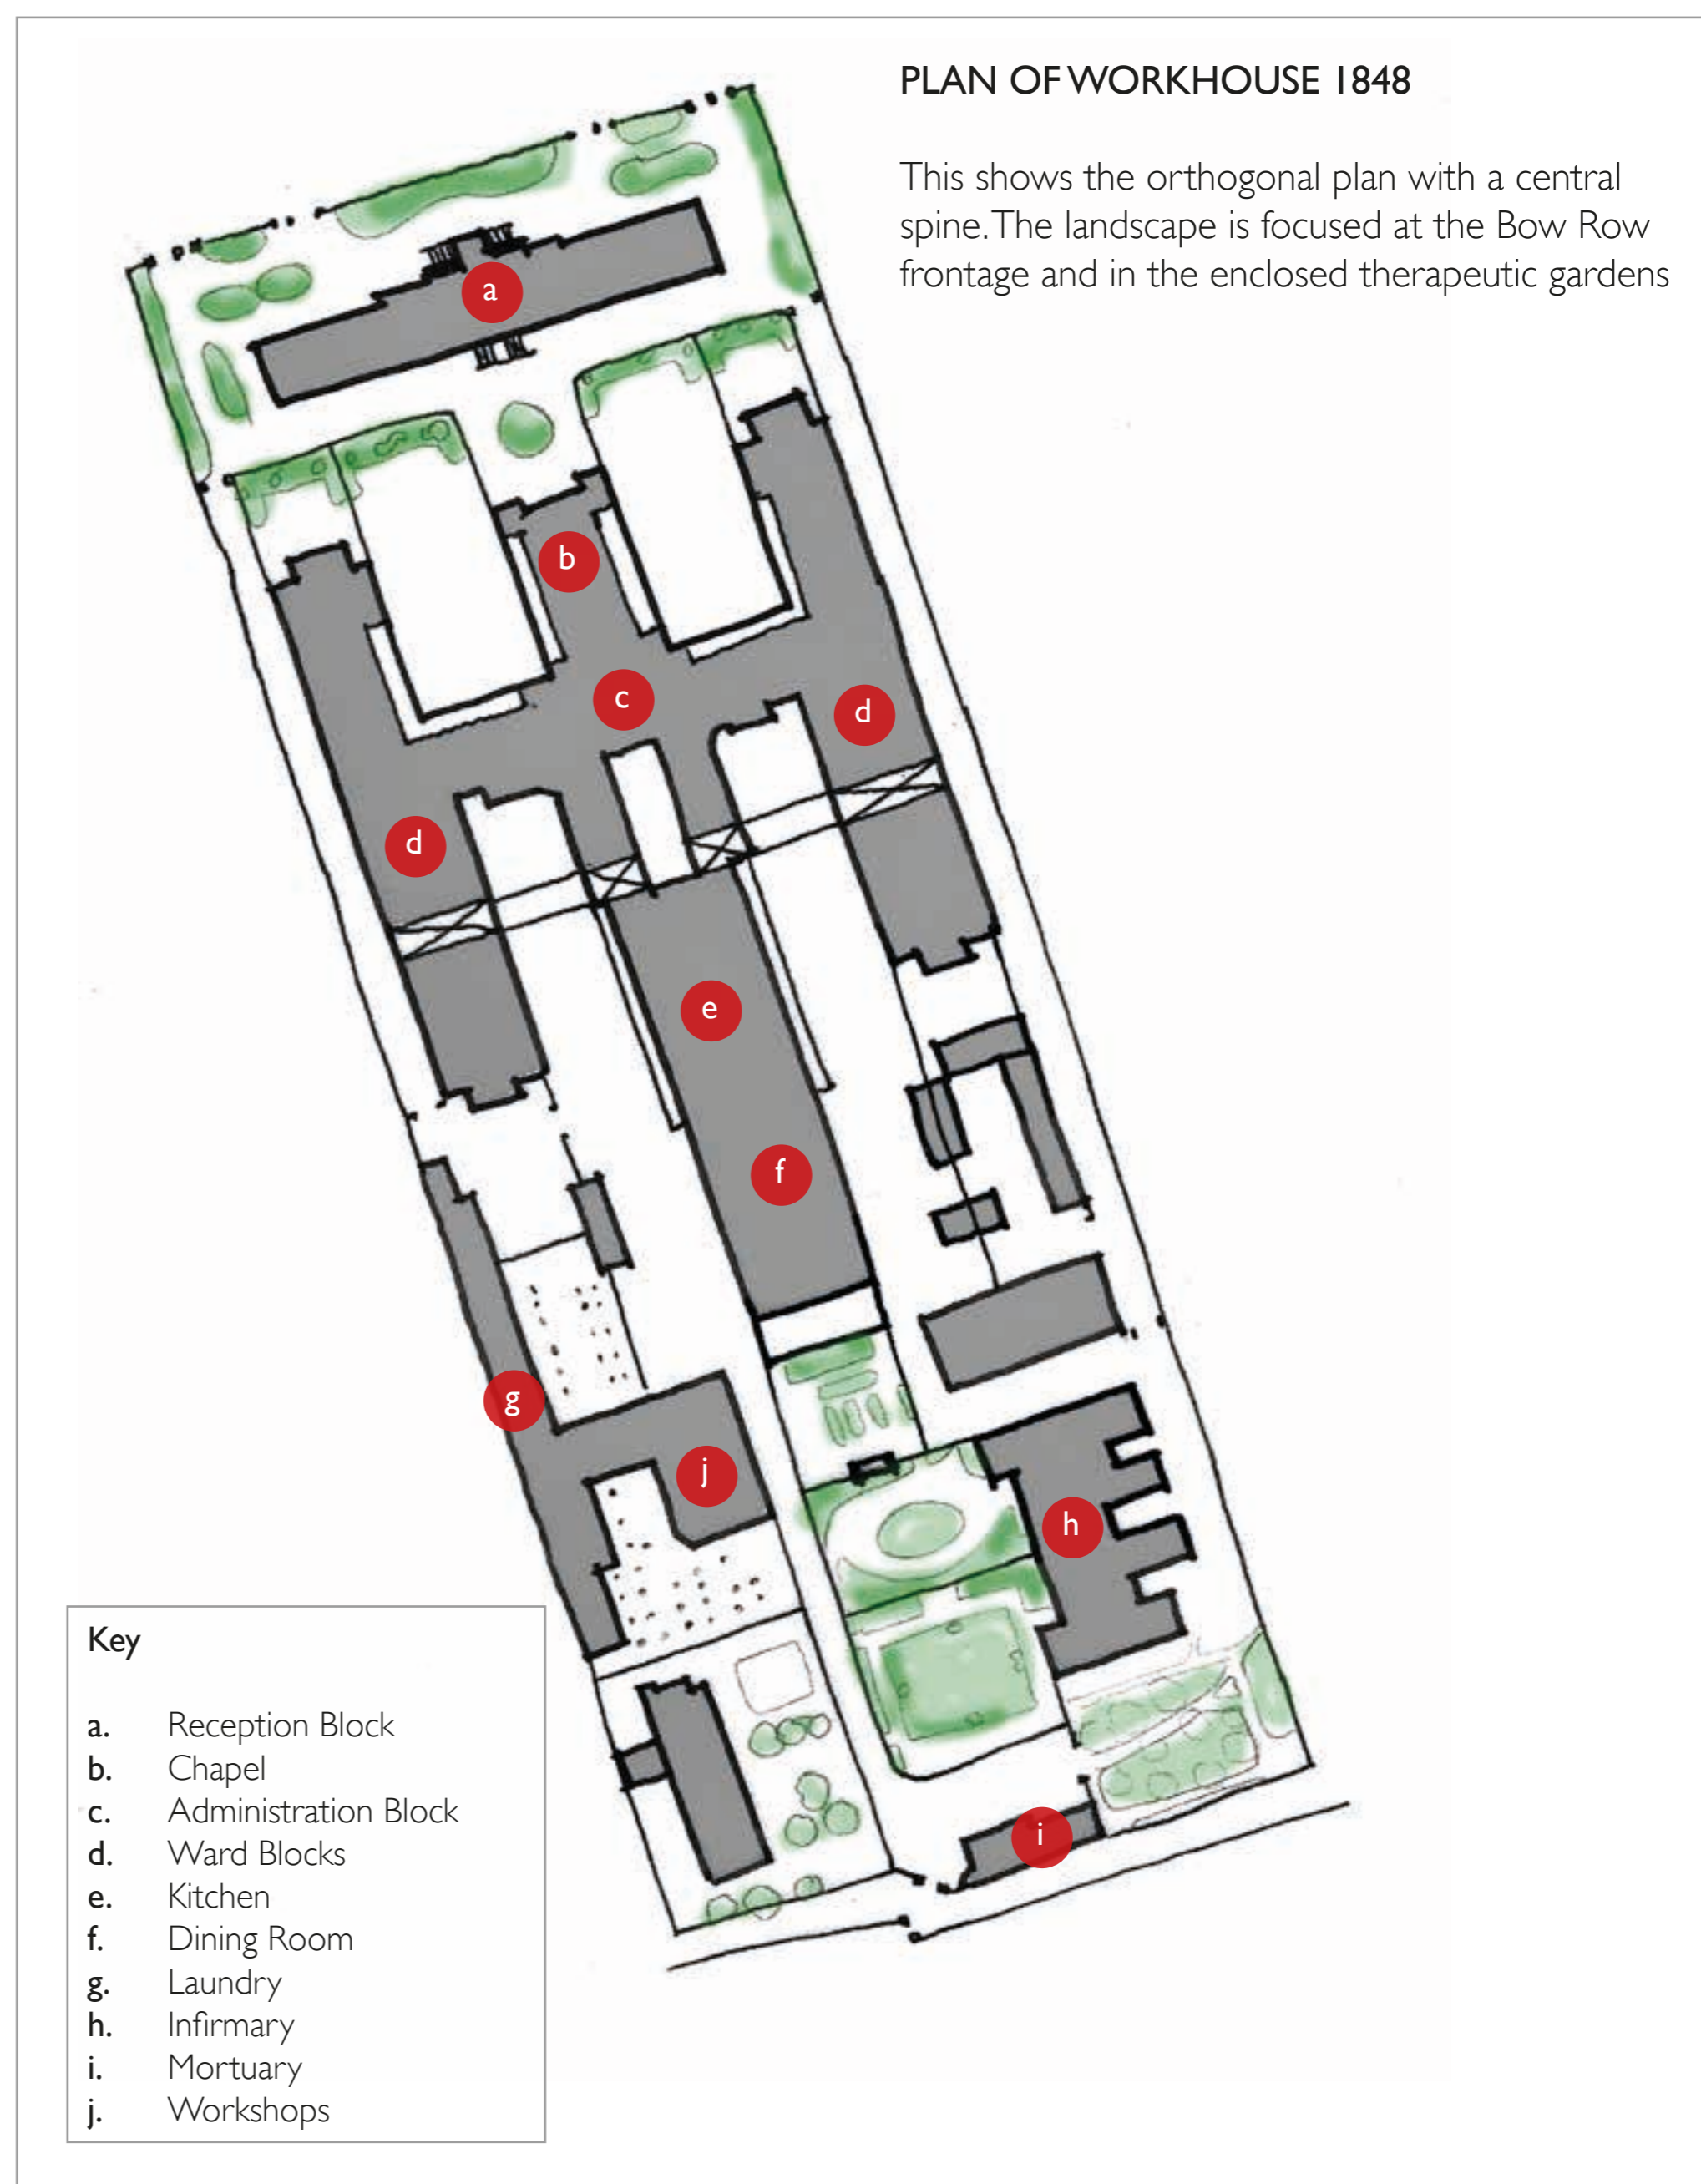 PLAN OF WORKHOUSE 1848
This shows the orthogonal plan with a central
spine. The landscape is focused at the Bow Row
frontage and in the enclosed therapeutic gardens
a
b
c
d
d
e
f
g
j
h
i
Key
a. Reception Block
b. Chapel
c. Administration Block
d. Ward Blocks
e. Kitchen
f. Dining Room
g. Laundry
h. Infirmary
i. Mortuary
j. Workshops